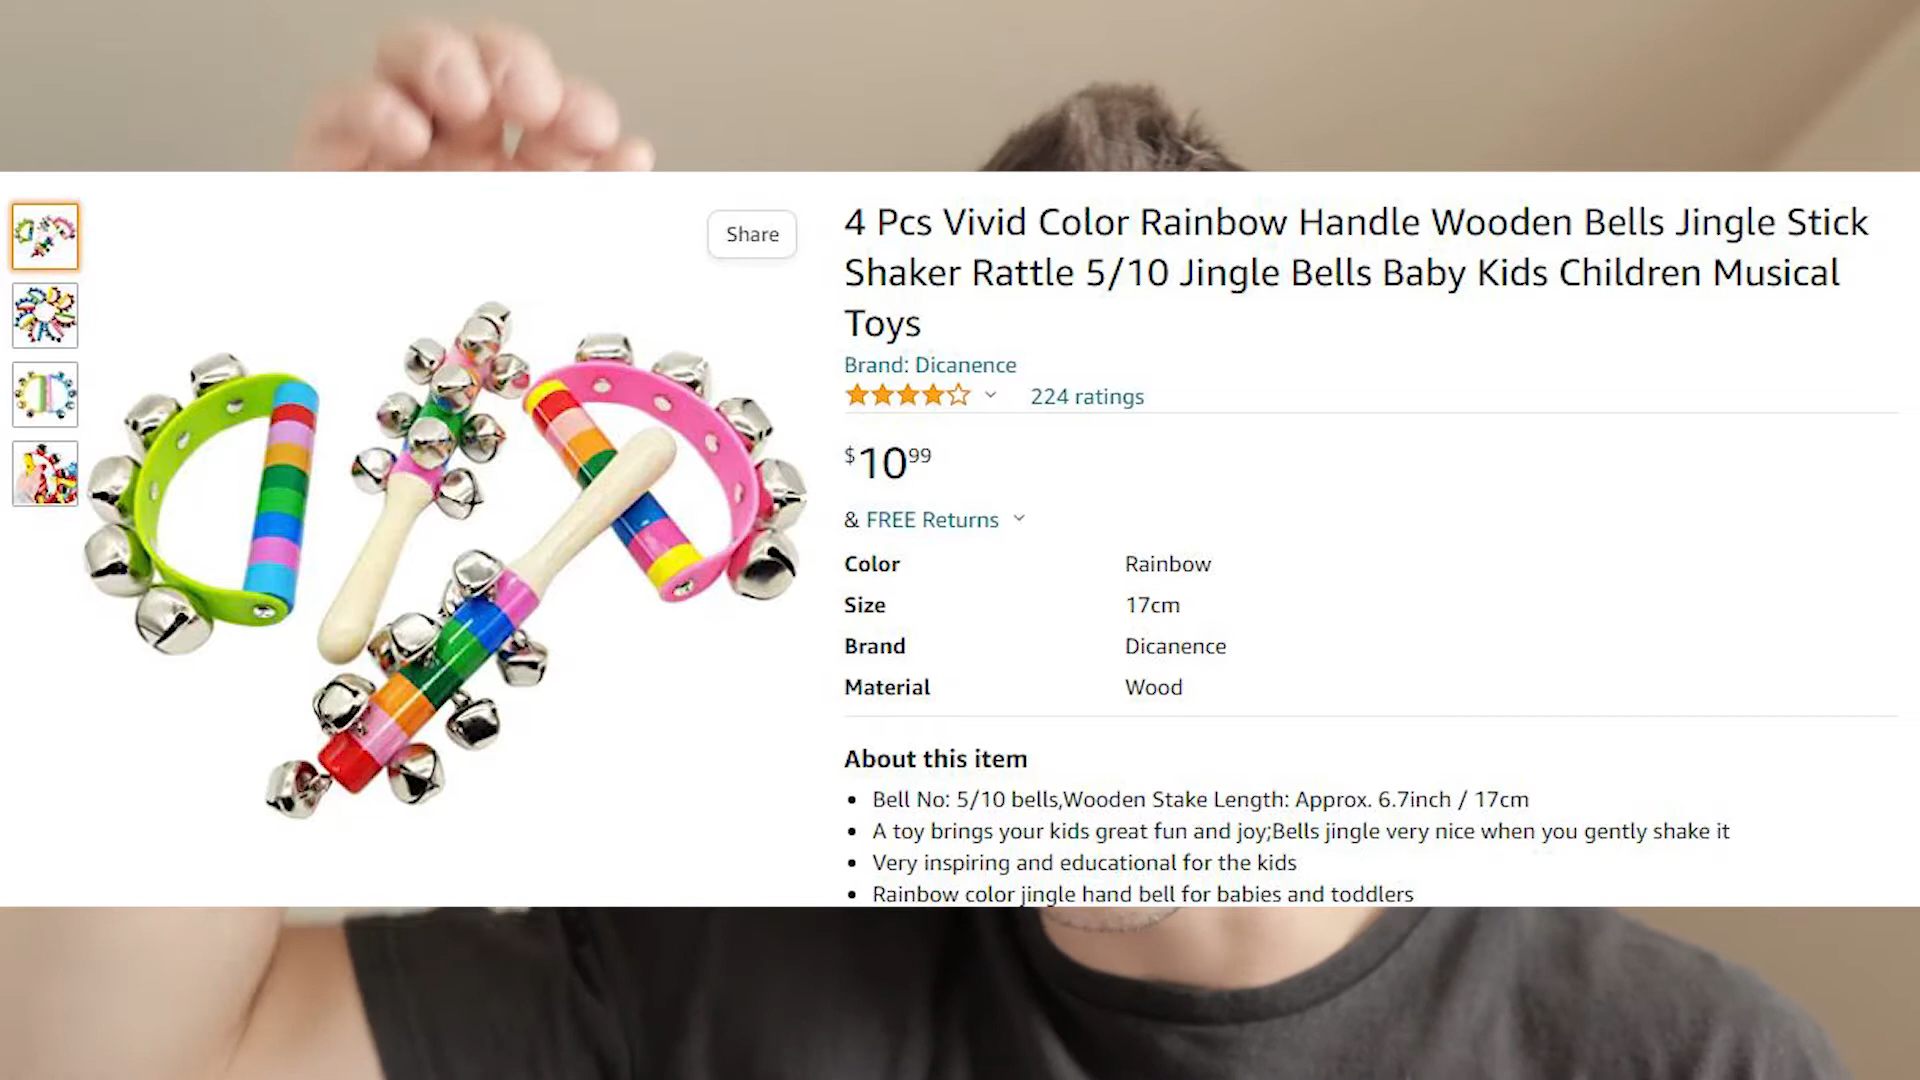 Share
4 Pcs Vivid Color Rainbow Handle Wooden Bells Jingle Stick
Shaker Rattle 5/10 Jingle Bells Baby Kids Children Musical
Toys
Brand: Dicanence
224 ratings
$1099
& FREE Returns
Color Rainbow
Size 17cm
Brand Dicanence
Material Wood
About this item
• Bell No: 5/10 bells,Wooden Stake Length: Approx. 6.7inch / 17cm
• A toy brings your kids great fun and joy;Bells jingle very nice when you gently shake it
• Very inspiring and educational for the kids
• Rainbow color jingle hand bell for babies and toddlers